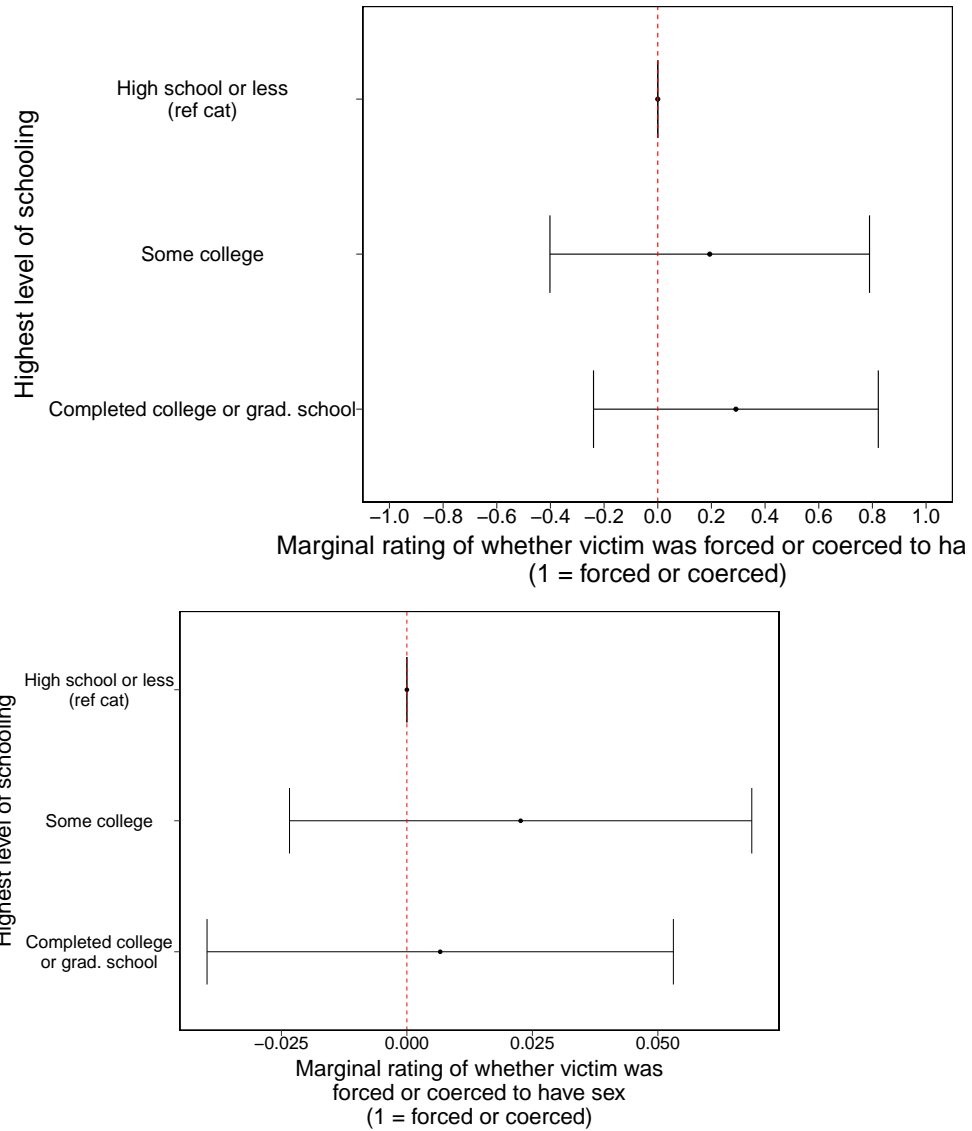 Highest level of schooling
High school or less
(ref cat)
Some college
Completed college or grad. school
−1.0 −0.8 −0.6 −0.4 −0.2 0.0 0.2 0.4 0.6 0.8 1.0
Marginal rating of whether victim was forced or coerced to ha
(1 = forced or coerced)
Highest level of schooling
High school or less
(ref cat)
Some college
Completed college
or grad. school
−0.025 0.000 0.025 0.050
Marginal rating of whether victim was
forced or coerced to have sex
(1 = forced or coerced)